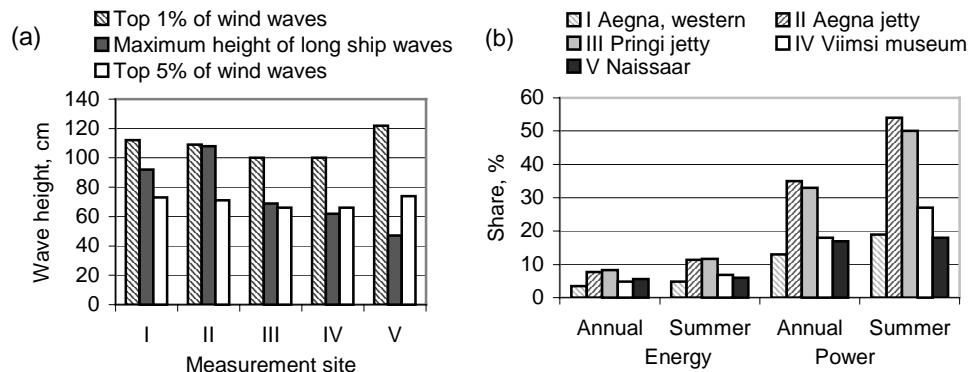 (a)
Top 1% of wind waves
Maximum height of long ship waves
Top 5% of wind waves
Wave height, cm
140
120
100
80
60
40
20
0
I II III IV V
Measurement site
(b)
I Aegna, western II Aegna jetty
III Pringi jetty IV Viimsi museum
V Naissaar
Share, %
60
50
40
30
20
10
0
Annual Summer Annual Summer
Energy Power